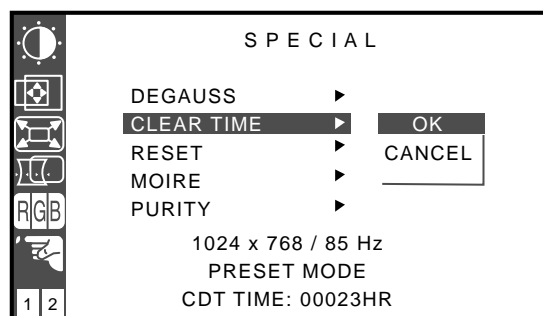 SPECIAL
DEGAUSS
CLEAR TIME OK
RESET CANCEL
MOIRE
PURITY
RGB
1024 x 768 / 85 Hz
PRESET MODE
CDT TIME: 00023HR
1 2